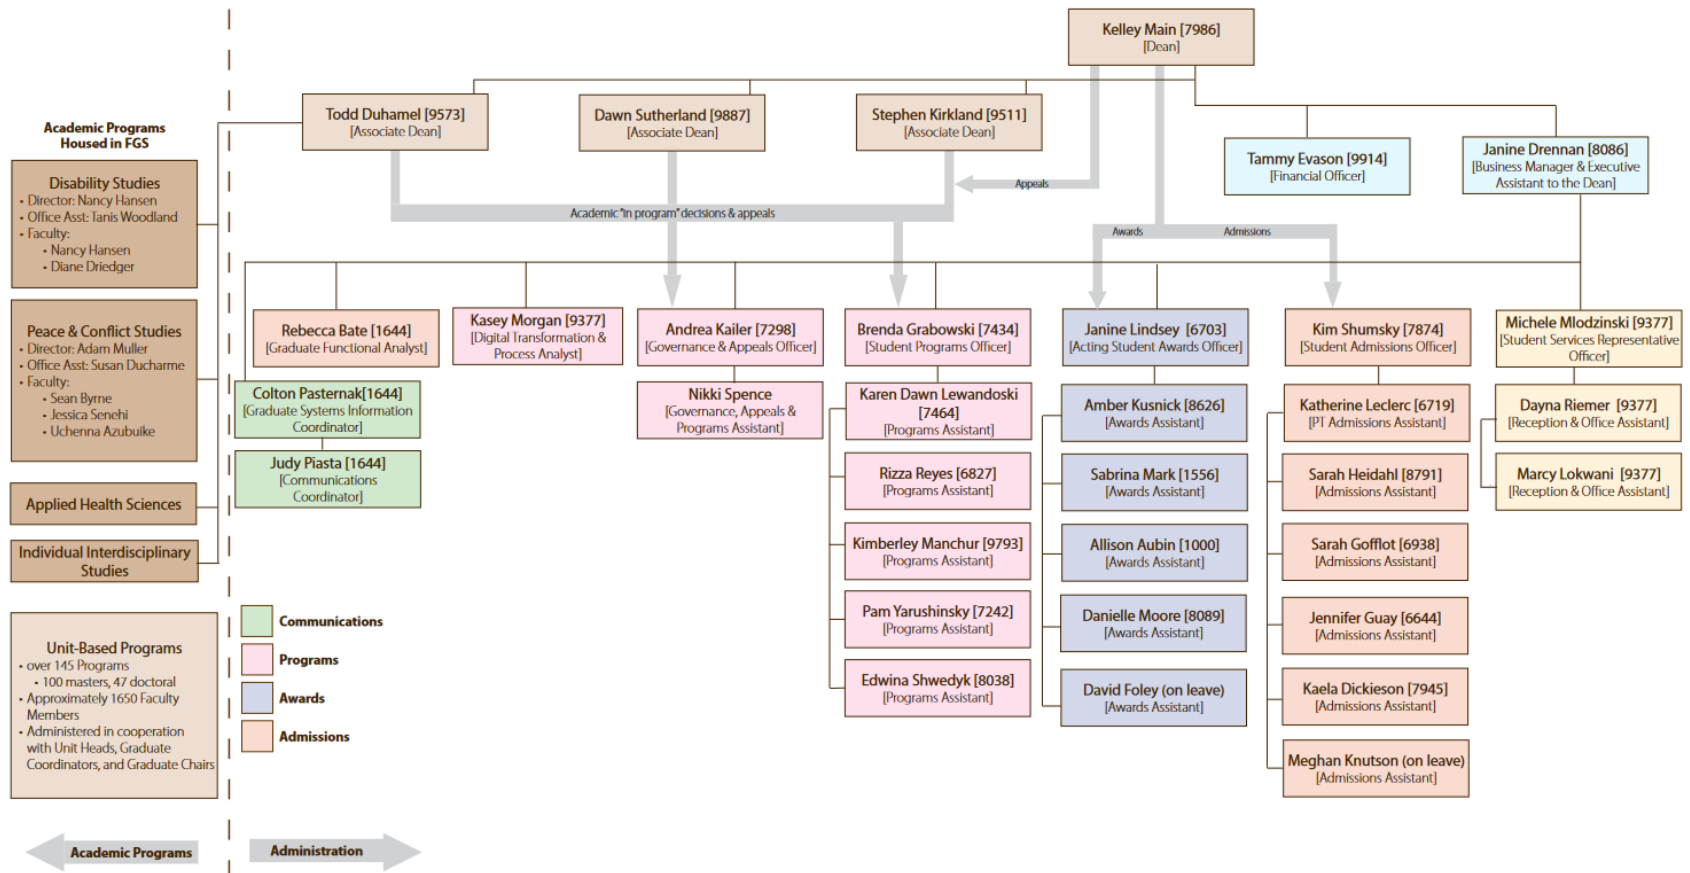 Kelley Main [7986]
[Dean]
Todd Duhamel [9573]
[Associate Dean]
Dawn Sutherland [9887]
[Associate Dean]
Stephen Kirkland [9511]
[Associate Dean]
Tammy Evason [9914]
[Financial Officer]
Janine Drennan [8086]
[Business Manager & Executive
Assistant to the Dean]
Appeals
Academic "in program" decisions & appeals
Awards
Admissions
Academic Programs
Housed in FGS
Disability Studies
• Director: Nancy Hansen
• Office Asst: Tanis Woodland
• Faculty:
• Nancy Hansen
• Diane Driedger
Peace & Conflict Studies
• Director: Adam Muller
• Office Asst: Susan Ducharme
• Faculty:
• Sean Byrne
• Jessica Senehi
• Uchenna Azubuike
Applied Health Sciences
Individual Interdisciplinary
Studies
Unit-Based Programs
• over 145 Programs
• 100 masters, 47 doctoral
• Approximately 1650 Faculty
Members
• Administered in cooperation
with Unit Heads, Graduate
Coordinators, and Graduate Chairs
Academic Programs
Administration
Rebecca Bate [1644]
[Graduate Functional Analyst]
Colton Pasternak[1644]
[Graduate Systems Information
Coordinator]
Judy Piasta [1644]
[Communications
Coordinator]
Communications
Programs
Awards
Admissions
Kasey Morgan [9377]
[Digital Transformation &
Process Analyst]
Andrea Kailer [7298]
[Governance & Appeals Officer]
Nikki Spence
[Governance, Appeals &
Programs Assistant]
Brenda Grabowski [7434]
[Student Programs Officer]
Karen Dawn Lewandoski
[7464]
[Programs Assistant]
Rizza Reyes [6827]
[Programs Assistant]
Kimberley Manchur [9793]
[Programs Assistant]
Pam Yarushinsky [7242]
[Programs Assistant]
Edwina Shwedyk [8038]
[Programs Assistant]
Janine Lindsey [6703]
[Acting Student Awards Officer]
Amber Kusnick [8626]
[Awards Assistant]
Sabrina Mark [1556]
[Awards Assistant]
Allison Aubin [1000]
[Awards Assistant]
Danielle Moore [8089]
[Awards Assistant]
David Foley (on leave)
[Awards Assistant]
Kim Shumsky [7874]
[Student Admissions Officer]
Katherine Leclerc [6719]
[PT Admissions Assistant]
Sarah Heidahl [8791]
[Admissions Assistant]
Sarah Gofflot [6938]
[Admissions Assistant]
Jennifer Guay [6644]
[Admissions Assistant]
Kaela Dickieson [7945]
[Admissions Assistant]
Meghan Knutson (on leave)
[Admissions Assistant]
Michele Mlodzinski [9377]
[Student Services Representative
Officer]
Dayna Riemer [9377]
[Reception & Office Assistant]
Marcy Lokwani [9377]
[Reception & Office Assistant]